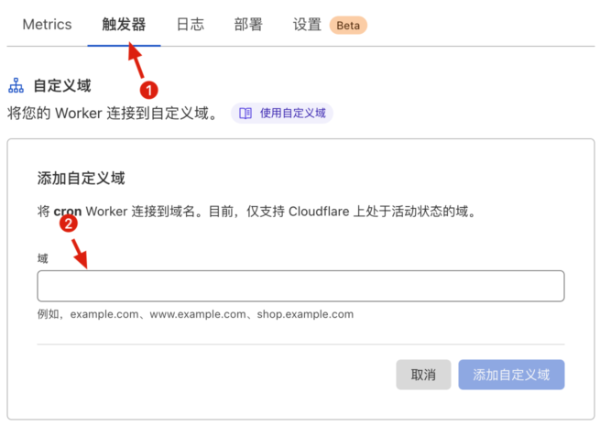 Metrics 触发器 日志 部署 设置 Beta
1
自定义域
将您的 Worker 连接到自定义域。 使用自定义域
添加自定义域
将 cron Worker 连接到域名。目前，仅支持 Cloudflare 上处于活动状态的域。
2
域
例如，example.com、www.example.com、shop.example.com
取消 添加自定义域